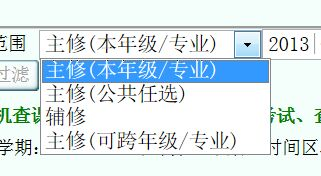 范围 主修(本年级/专业) 2013
过滤 主修(本年级/专业)
主修(公共任选)
机查课 辅修 考试、查
主修(可跨年级/专业)
学期: 时间区